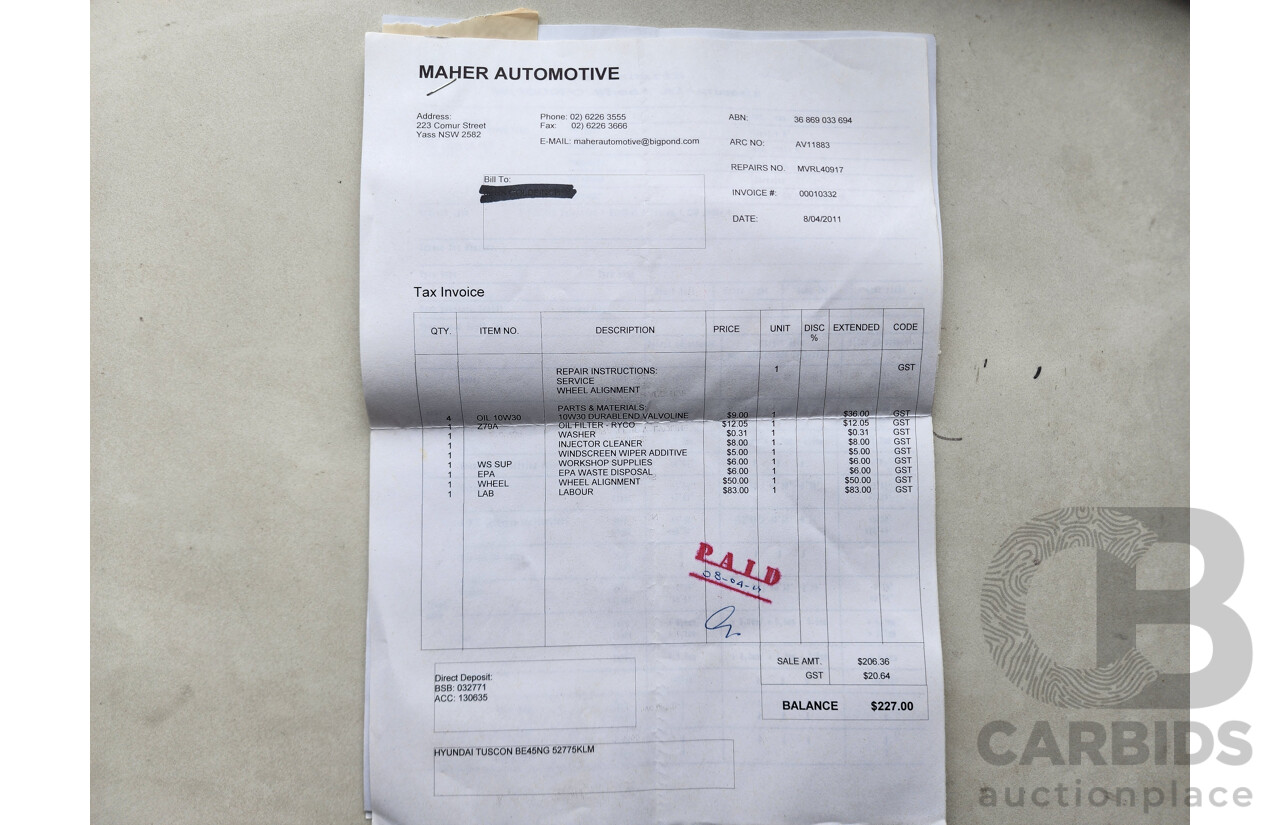 MAHER AUTOMOTIVE
Address:
223 Comur Street
Yass NSW 2582
Phone: 02) 6226 3555
Fax: 02) 6226 3666
E-MAIL: maherautomotive@bigpond.com
ABN: 36 869 033 694
ARC NO: AV11883
REPAIRS NO. MVRL40917
INVOICE #: 00010332
DATE: 8/04/2011
Bill To:
Tax Invoice
QTY. ITEM NO. DESCRIPTION PRICE UNIT DISC % EXTENDED CODE
REPAIR INSTRUCTIONS: 1 GST
SERVICE
WHEEL ALIGNMENT
PARTS & MATERIALS:
4 OIL 10W30 10W30 DURABLEND VALVOLINE $9.00 1 $36.00 GST
1 Z79A OIL FILTER - RYCO $12.05 1 $12.05 GST
1 WASHER $0.31 1 $0.31 GST
1 INJECTOR CLEANER $8.00 1 $8.00 GST
1 WINDSCREEN WIPER ADDITIVE $5.00 1 $5.00 GST
1 WS SUP WORKSHOP SUPPLIES $6.00 1 $6.00 GST
1 EPA EPA WASTE DISPOSAL $6.00 1 $6.00 GST
1 WHEEL WHEEL ALIGNMENT $50.00 1 $50.00 GST
1 LAB LABOUR $83.00 1 $83.00 GST
PAID
08-04-11
SALE AMT. $206.36
GST $20.64
BALANCE $227.00
Direct Deposit:
BSB: 032771
ACC: 130635
HYUNDAI TUSCON BE45NG 52775KLM
CB
CARBIDS
auctionplace